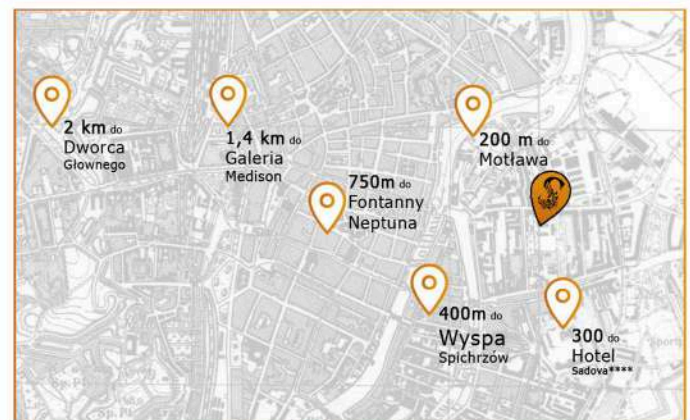 2 km do
Dworca
Głownego
1,4 km do
Galeria
Medison
750m do
Fontanny
Neptuna
200 m do
Motława
400m do
Wyspa
Spichrzów
300 do
Hotel
Sadova****